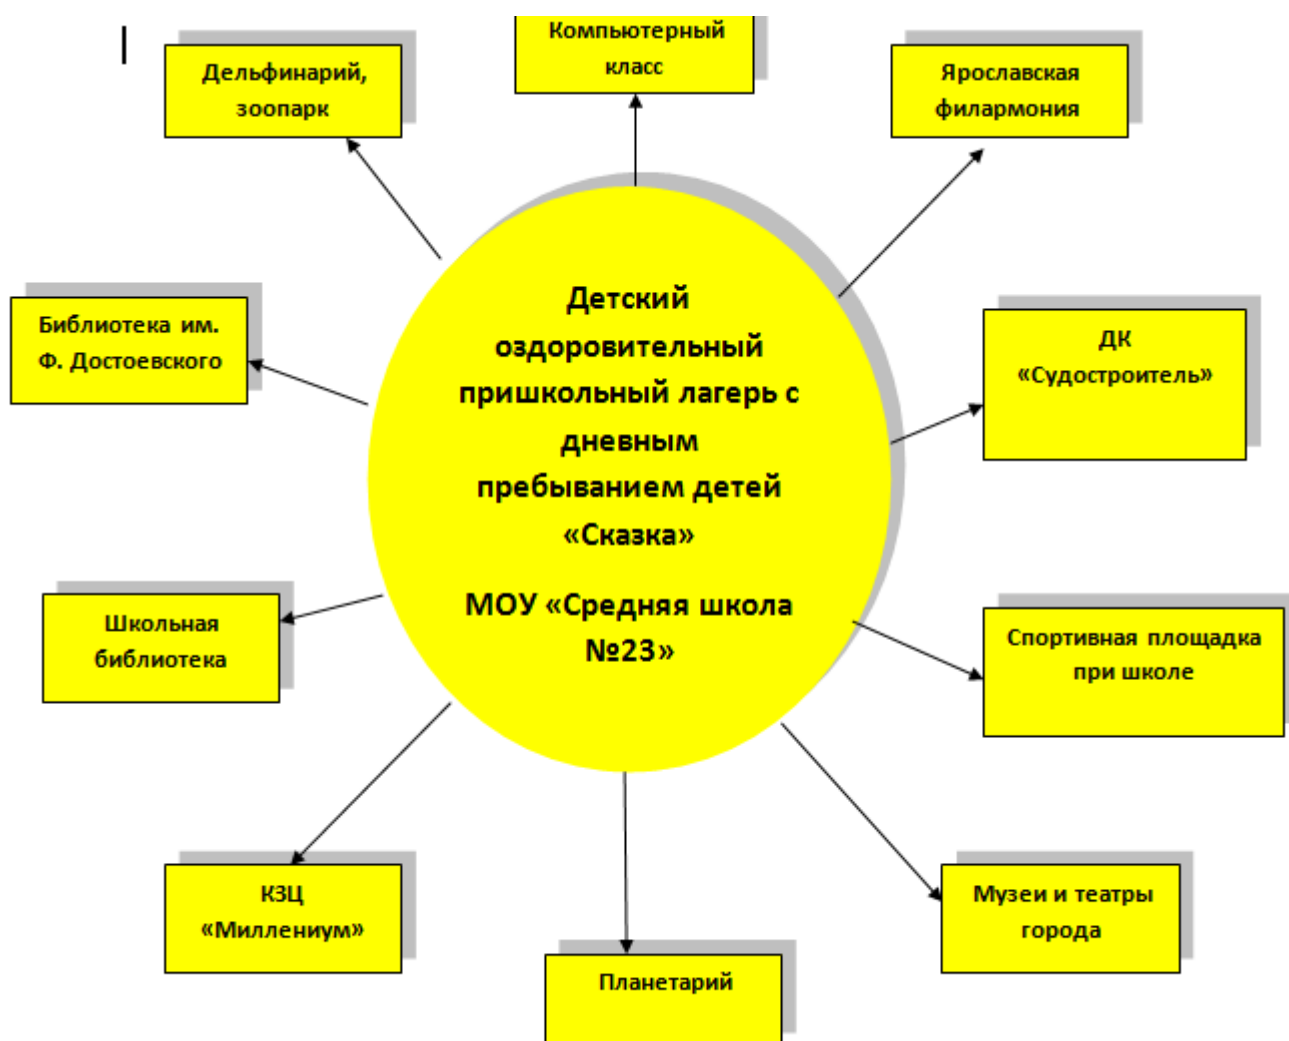 Компьютерный
класс
Дельфинарий,
зоопарк
Ярославская
филармония
Библиотека им.
Ф. Достоевского
Детский
оздоровительный
пришкольный лагерь с
дневным
пребыванием детей
«Сказка»
МОУ «Средняя школа
№23»
ДК
«Судостроитель»
Школьная
библиотека
Спортивная площадка
при школе
КЗЦ
«Миллениум»
Музеи и театры
города
Планетарий